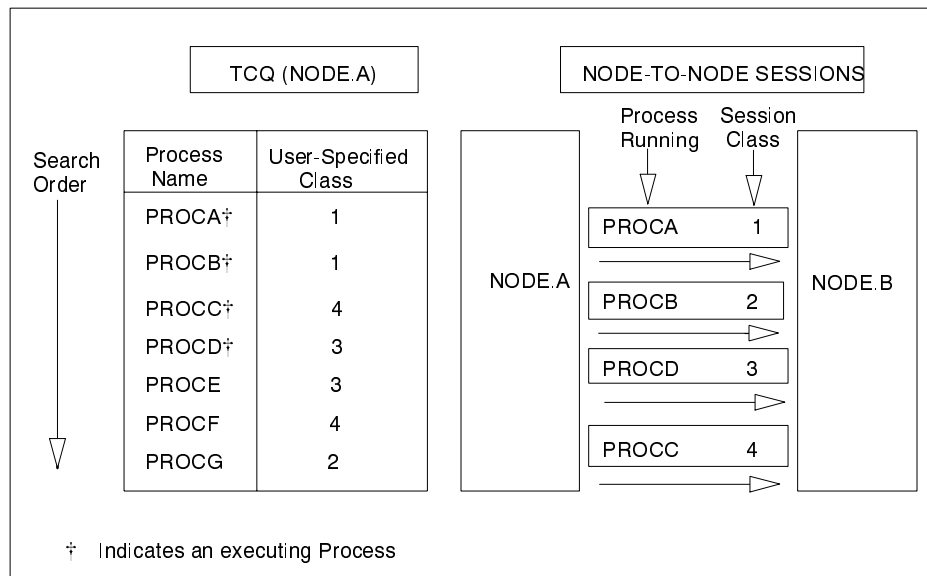 TCQ (NODE.A)
NODE-TO-NODE SESSIONS
Search
Order
Process
Name
User-Specified
Class
PROCA† 1
PROCB† 1
PROCC† 4
PROCD† 3
PROCE 3
PROCF 4
PROCG 2
Process
Running
Session
Class
NODE.A
PROCA 1
PROCB 2
PROCD 3
PROCC 4
NODE.B
† Indicates an executing Process